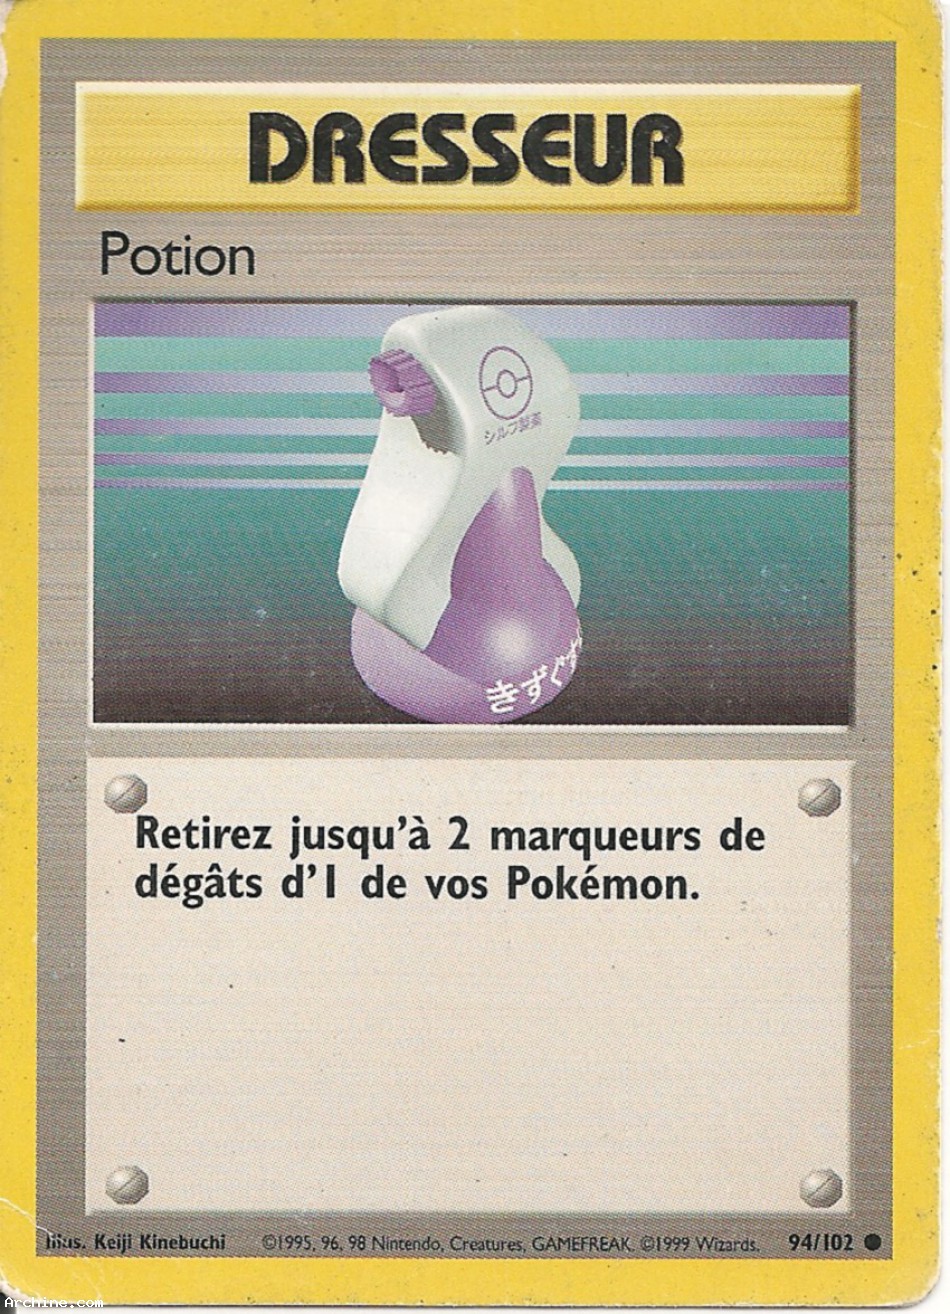 DRESSEUR
Potion
シルフ製薬
きずぐす
Retirez jusqu'à 2 marqueurs de
dégâts d'1 de vos Pokémon.
Illus. Keiji Kinebuchi ©1995, 96, 98 Nintendo, Creatures, GAMEFREAK. ©1999 Wizards. 94/102
Archine.com